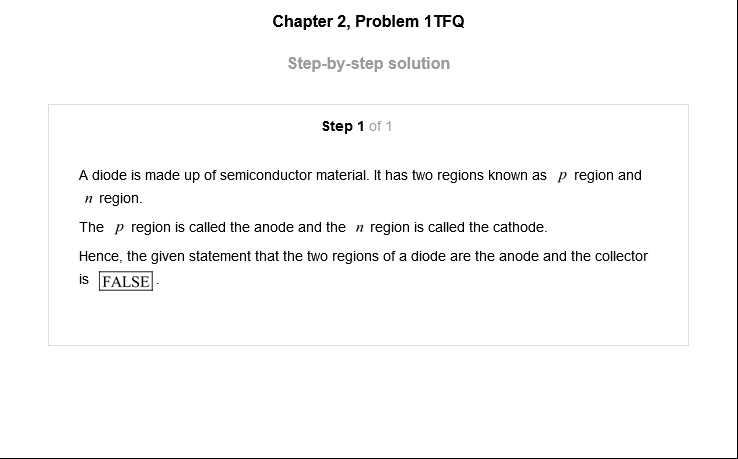 Chapter 2, Problem 1TFQ
Step-by-step solution
Step 1 of 1
A diode is made up of semiconductor material. It has two regions known as p region and
n region.
The p region is called the anode and the n region is called the cathode.
Hence, the given statement that the two regions of a diode are the anode and the collector
is FALSE.